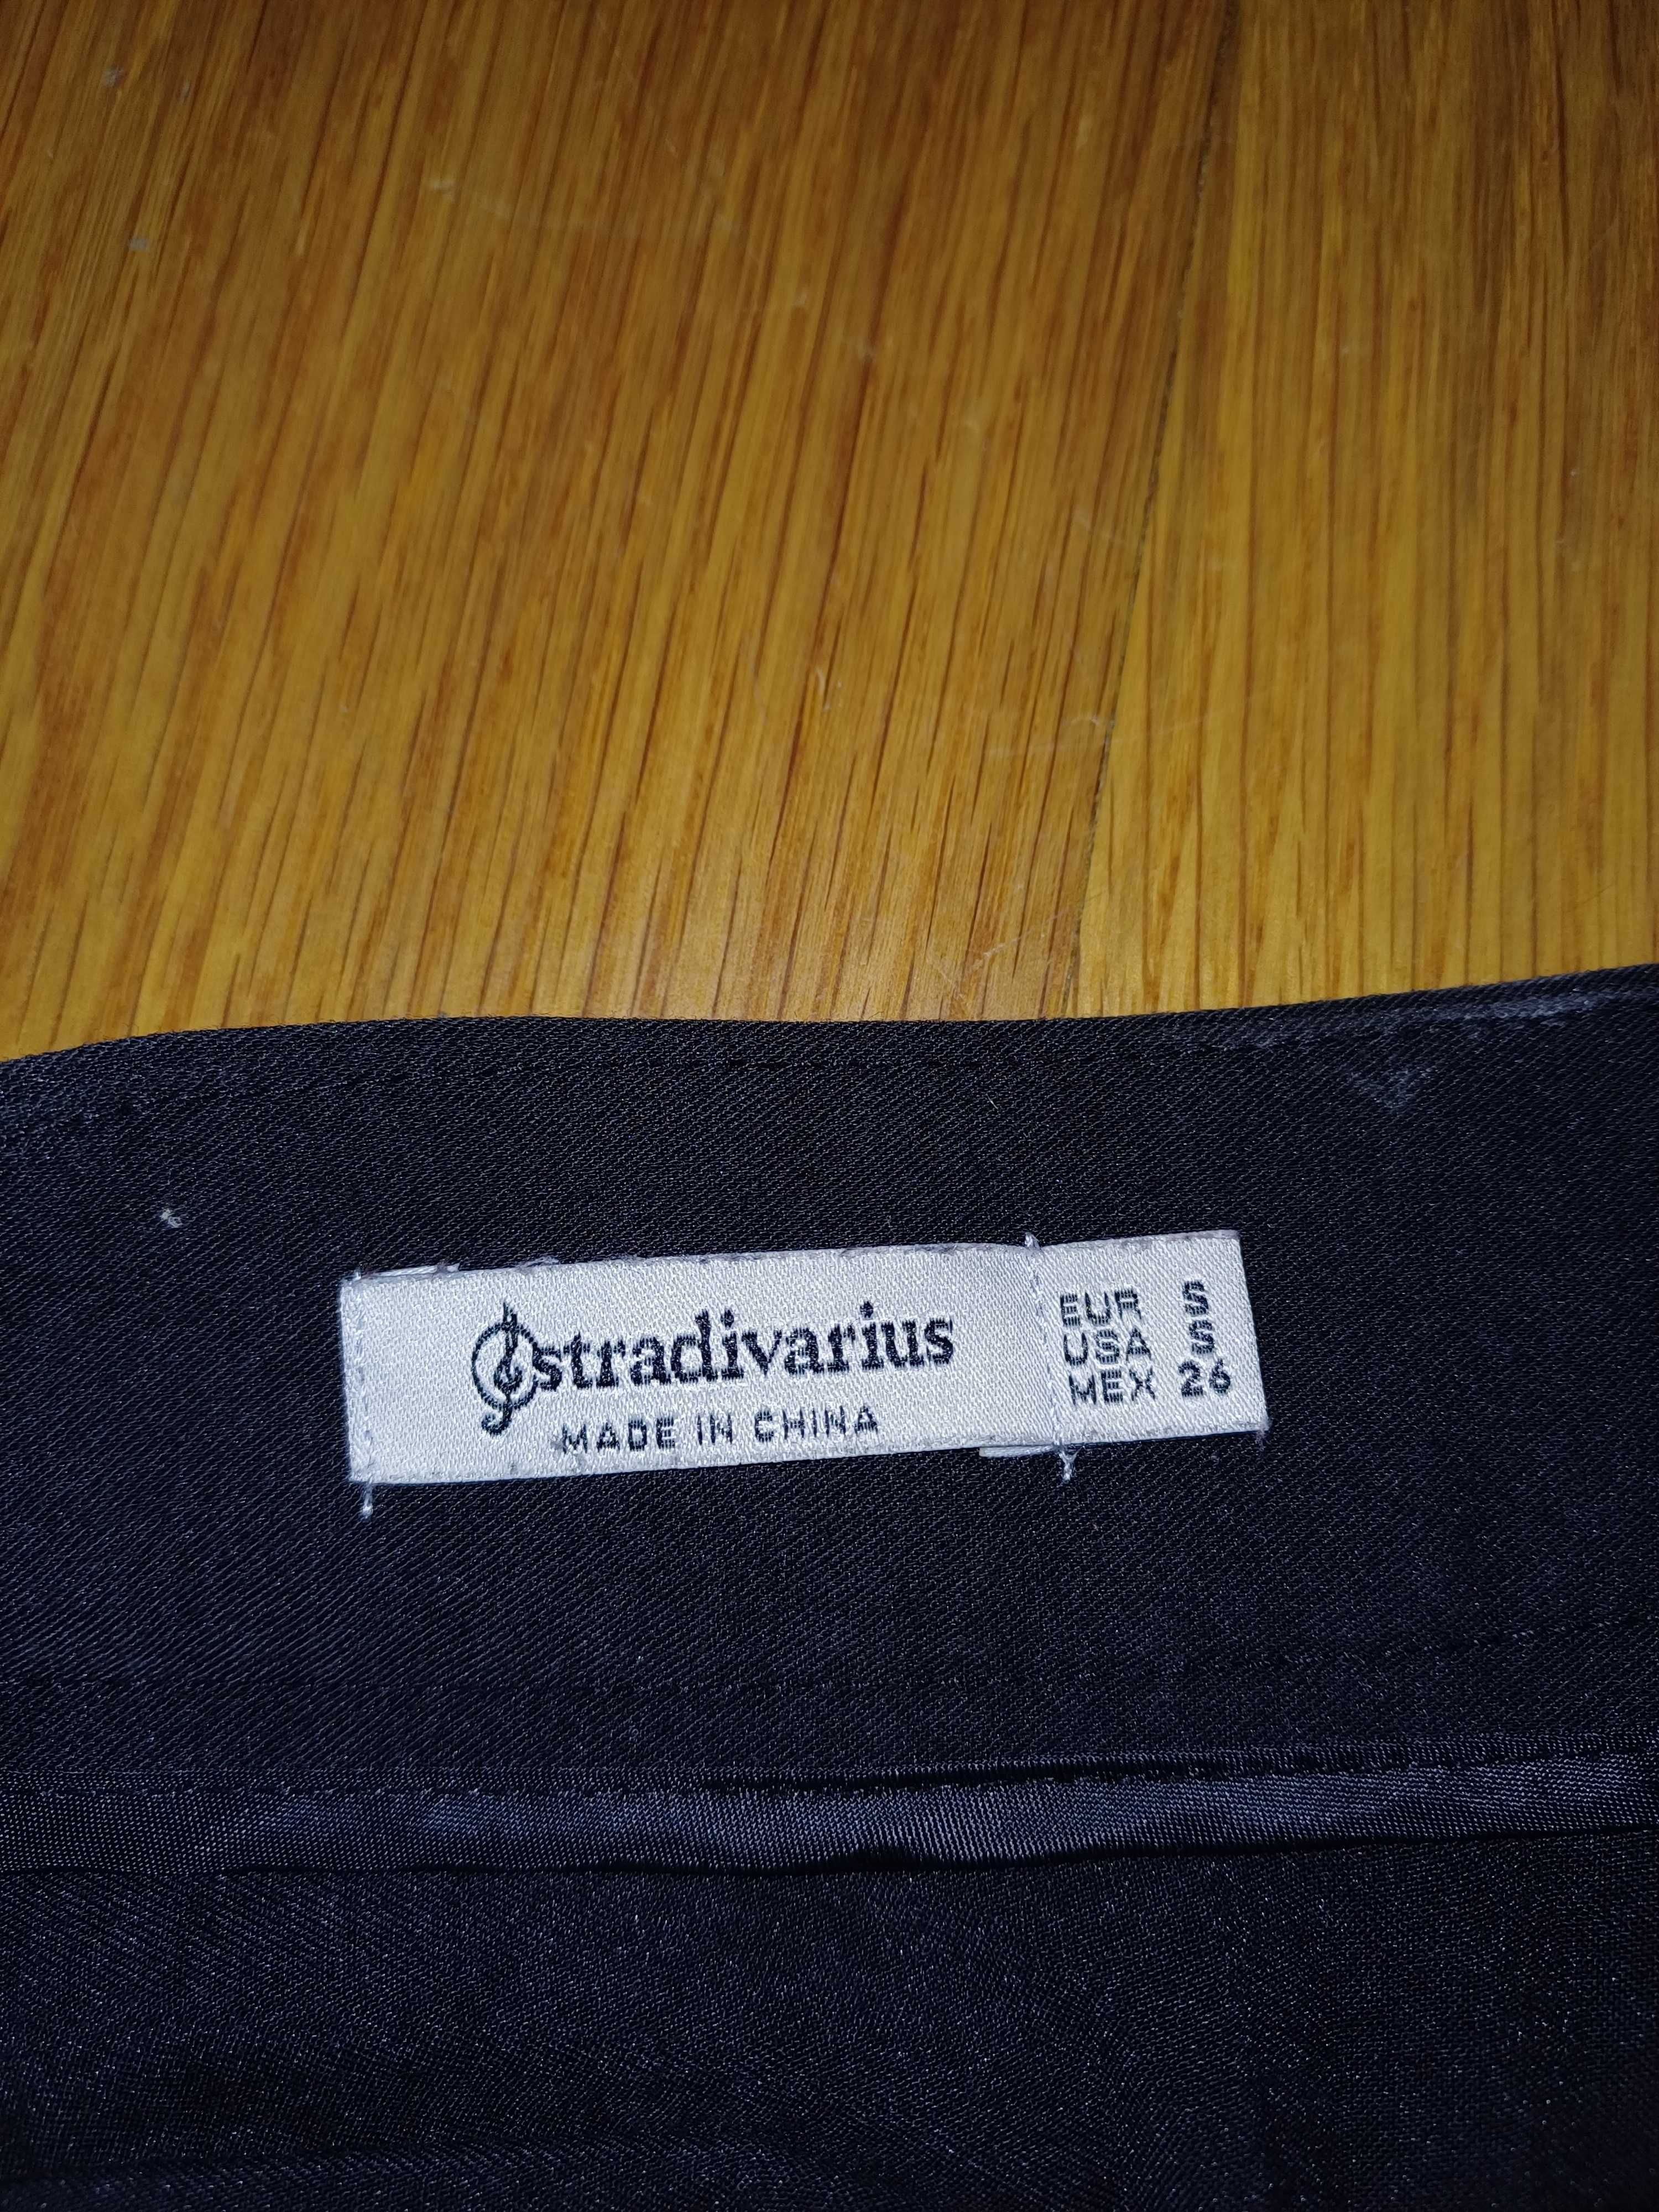 stradivarius
MADE IN CHINA
EUR S
USA S
MEX 26